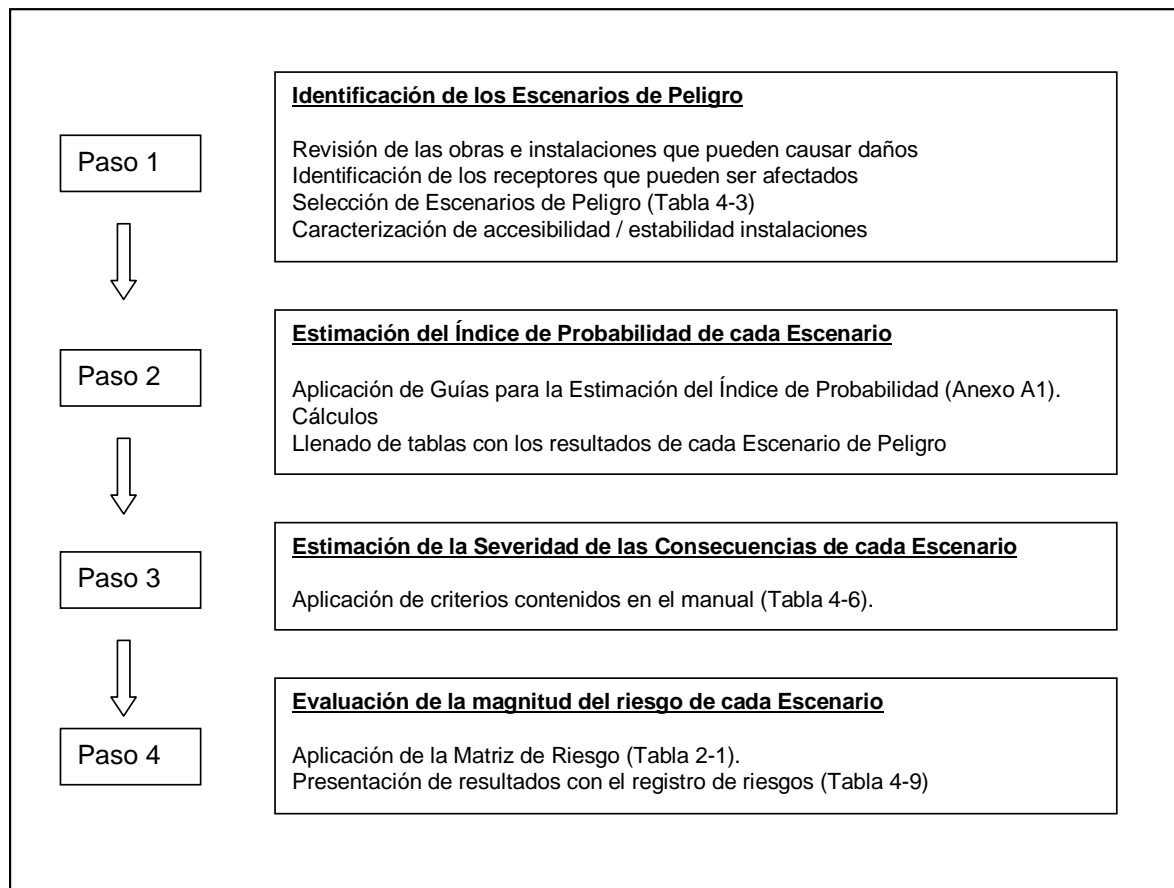 Paso 1
Identificación de los Escenarios de Peligro
Revisión de las obras e instalaciones que pueden causar daños
Identificación de los receptores que pueden ser afectados
Selección de Escenarios de Peligro (Tabla 4-3)
Caracterización de accesibilidad / estabilidad instalaciones
Paso 2
Estimación del Índice de Probabilidad de cada Escenario
Aplicación de Guías para la Estimación del Índice de Probabilidad (Anexo A1).
Cálculos
Llenado de tablas con los resultados de cada Escenario de Peligro
Paso 3
Estimación de la Severidad de las Consecuencias de cada Escenario
Aplicación de criterios contenidos en el manual (Tabla 4-6).
Paso 4
Evaluación de la magnitud del riesgo de cada Escenario
Aplicación de la Matriz de Riesgo (Tabla 2-1).
Presentación de resultados con el registro de riesgos (Tabla 4-9)